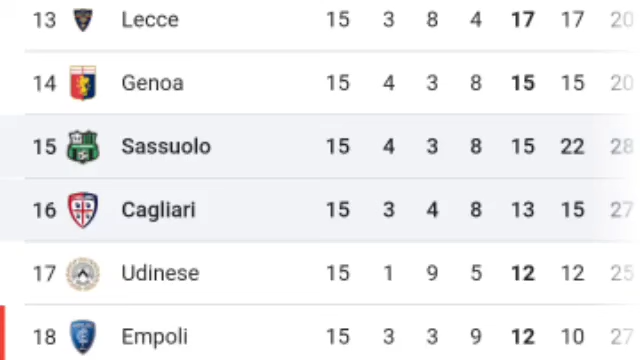 13 Lecce 15 3 8 4 17 17 20
14 Genoa 15 4 3 8 15 15 20
15 Sassuolo 15 4 3 8 15 22 28
16 Cagliari 15 3 4 8 13 15 27
17 Udinese 15 1 9 5 12 12 25
18 Empoli 15 3 3 9 12 10 27